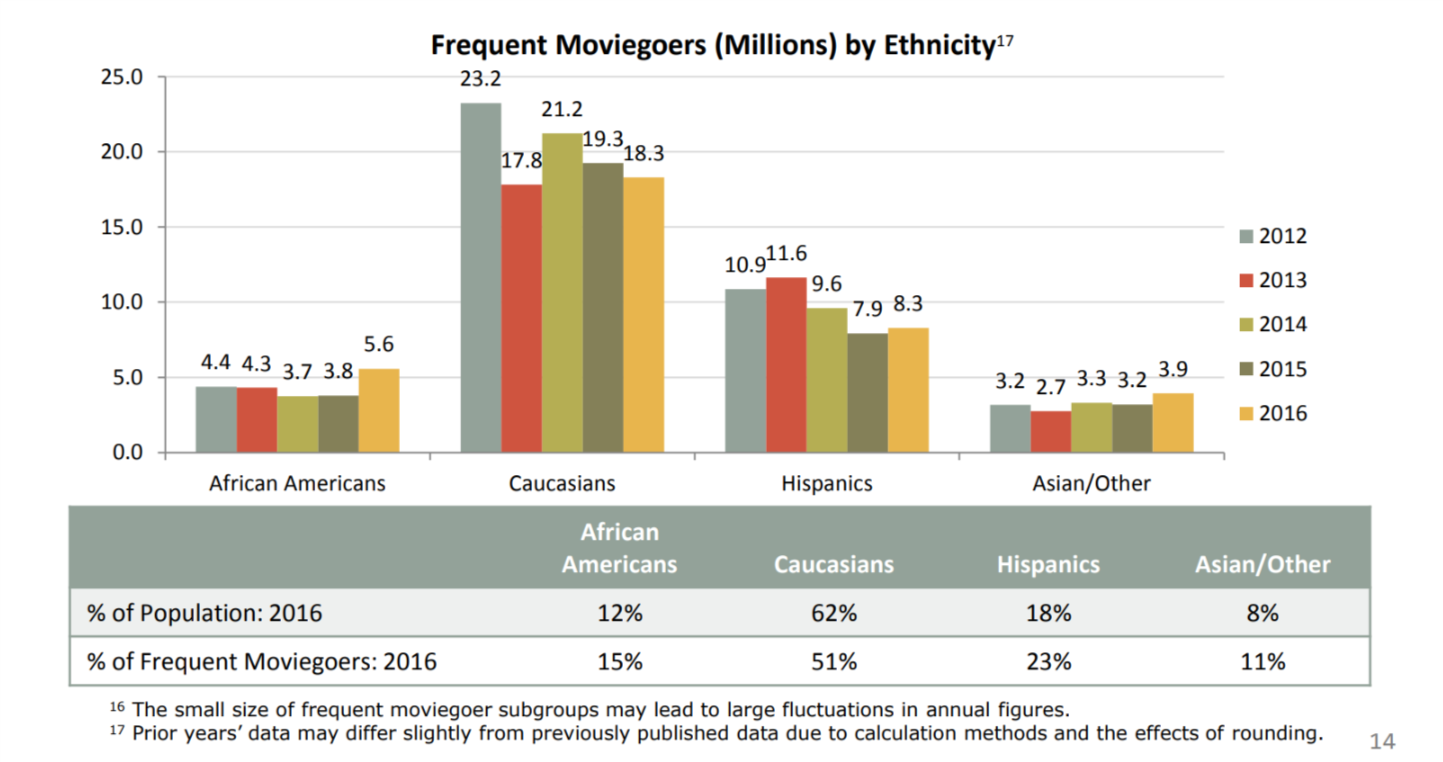 Frequent Moviegoers (Millions) by Ethnicity17
25.0
20.0
15.0
10.0
5.0
0.0
4.4 4.3 3.7 3.8 5.6
23.2 17.8 21.2 19.3 18.3
10.9 11.6 9.6 7.9 8.3
3.2 2.7 3.3 3.2 3.9
African Americans Caucasians Hispanics Asian/Other
2012
2013
2014
2015
2016
African
Americans Caucasians Hispanics Asian/Other
% of Population: 2016 12% 62% 18% 8%
% of Frequent Moviegoers: 2016 15% 51% 23% 11%
16 The small size of frequent moviegoer subgroups may lead to large fluctuations in annual figures.
17 Prior years’ data may differ slightly from previously published data due to calculation methods and the effects of rounding.
14